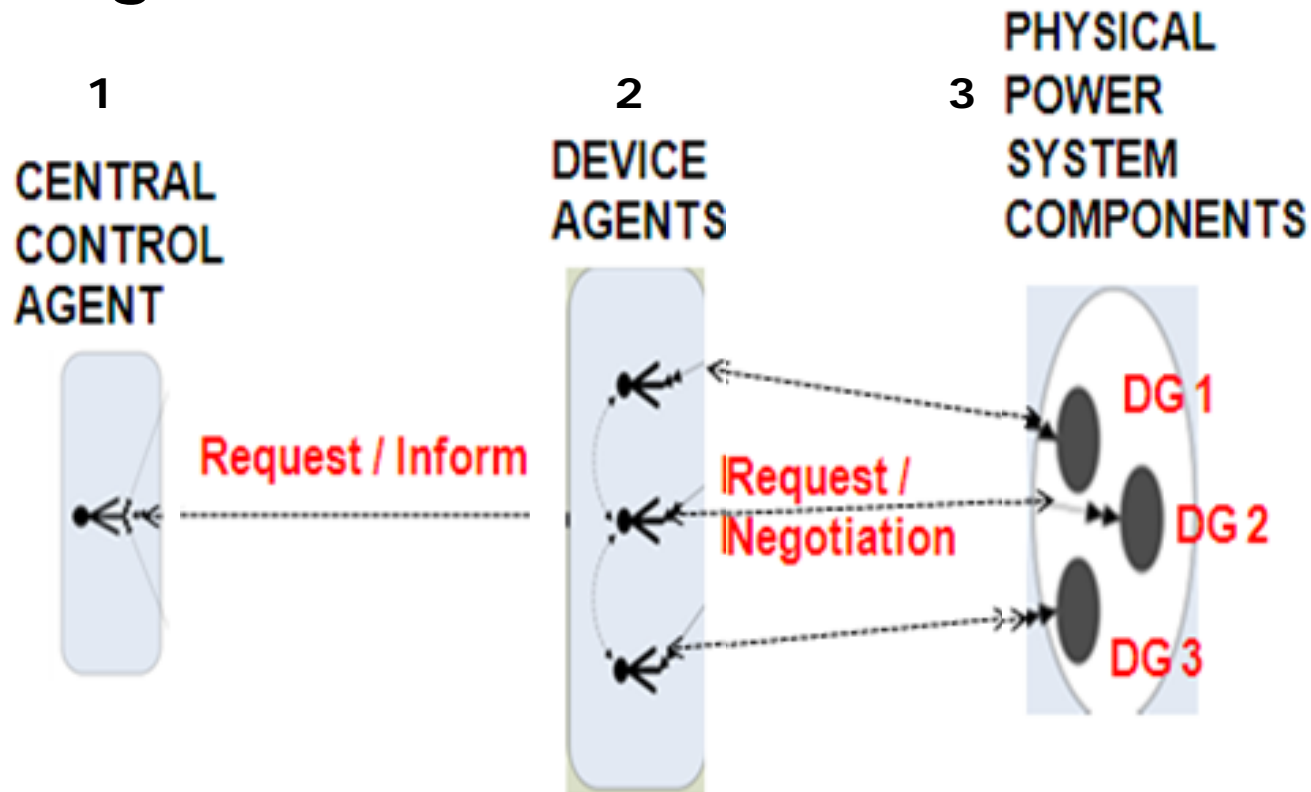 1
CENTRAL
CONTROL
AGENT
Request / Inform
2
DEVICE
AGENTS
Request /
Negotiation
3
PHYSICAL
POWER
SYSTEM
COMPONENTS
DG 1
DG 2
DG 3